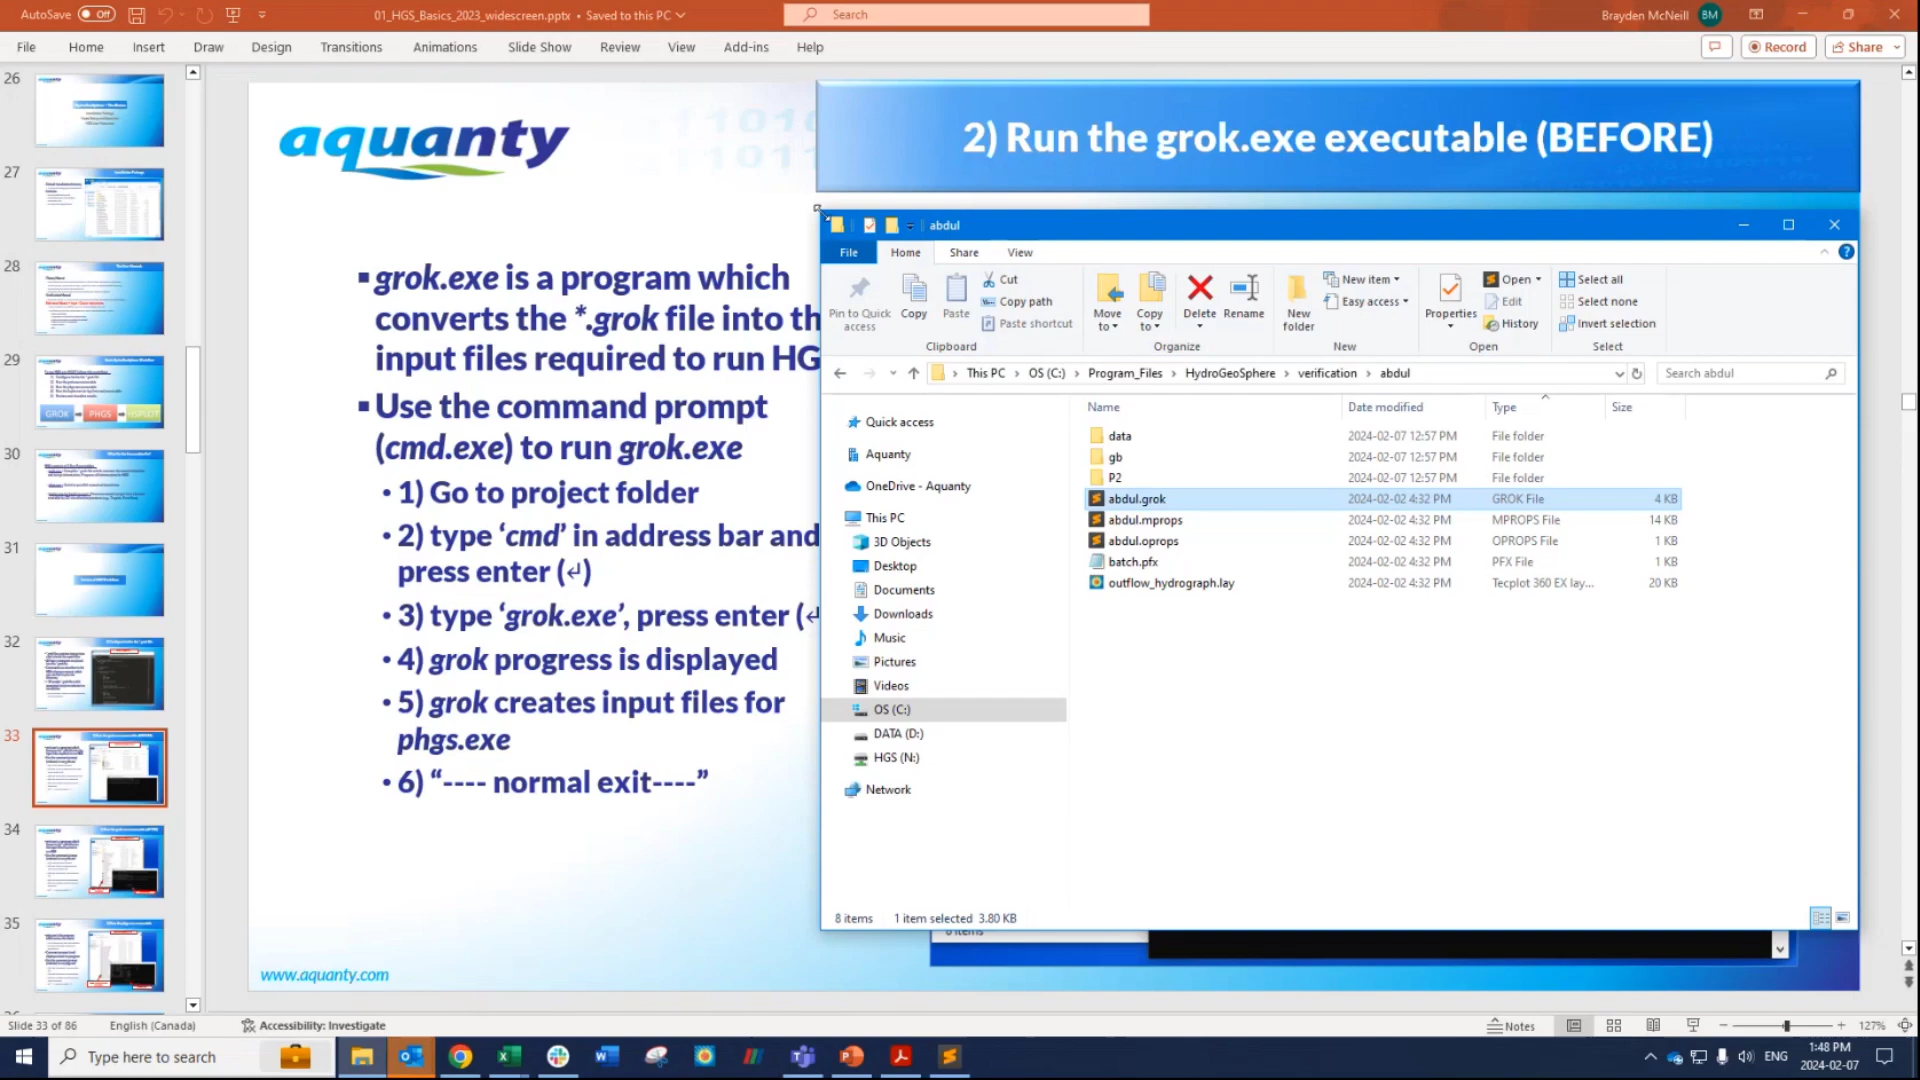 AutoSave Off
01_HGS_Basics_2023_widescreen.pptx • Saved to this PC
Search
Brayden McNeill BM
File Home Insert Draw Design Transitions Animations Slide Show Review View Add-ins Help
Record Share
26
27
28
29
GROK PHGS HSPLOT
30
31
32
33
34
35
aquanty
2) Run the grok.exe executable (BEFORE)
▪ grok.exe is a program which
converts the *.grok file into th
input files required to run HG
▪ Use the command prompt
(cmd.exe) to run grok.exe
• 1) Go to project folder
• 2) type ‘cmd’ in address bar and
press enter (↵)
• 3) type ‘grok.exe’, press enter (↵
• 4) grok progress is displayed
• 5) grok creates input files for
phgs.exe
• 6) “---- normal exit----”
www.aquanty.com
abdul
File Home Share View
Pin to Quick access
Copy
Paste
Cut
Copy path
Paste shortcut
Clipboard
Move to
Copy to
Delete
Rename
Organize
New folder
New item
Easy access
New
Properties
Open
Edit
History
Open
Select all
Select none
Invert selection
Select
This PC > OS (C:) > Program_Files > HydroGeoSphere > verification > abdul
Search abdul
Quick access
Aquanty
OneDrive - Aquanty
This PC
3D Objects
Desktop
Documents
Downloads
Music
Pictures
Videos
OS (C:)
DATA (D:)
HGS (N:)
Network
Name Date modified Type Size
data 2024-02-07 12:57 PM File folder
gb 2024-02-07 12:57 PM File folder
P2 2024-02-07 12:57 PM File folder
abdul.grok 2024-02-02 4:32 PM GROK File 4 KB
abdul.mprops 2024-02-02 4:32 PM MPROPS File 14 KB
abdul.oprops 2024-02-02 4:32 PM OPROPS File 1 KB
batch.pfx 2024-02-02 4:32 PM PFX File 1 KB
outflow_hydrograph.lay 2024-02-02 4:32 PM Tecplot 360 EX lay... 20 KB
8 items 1 item selected 3.80 KB
Slide 33 of 86 English (Canada) Accessibility: Investigate
Notes 127%
Type here to search
ENG
1:48 PM
2024-02-07